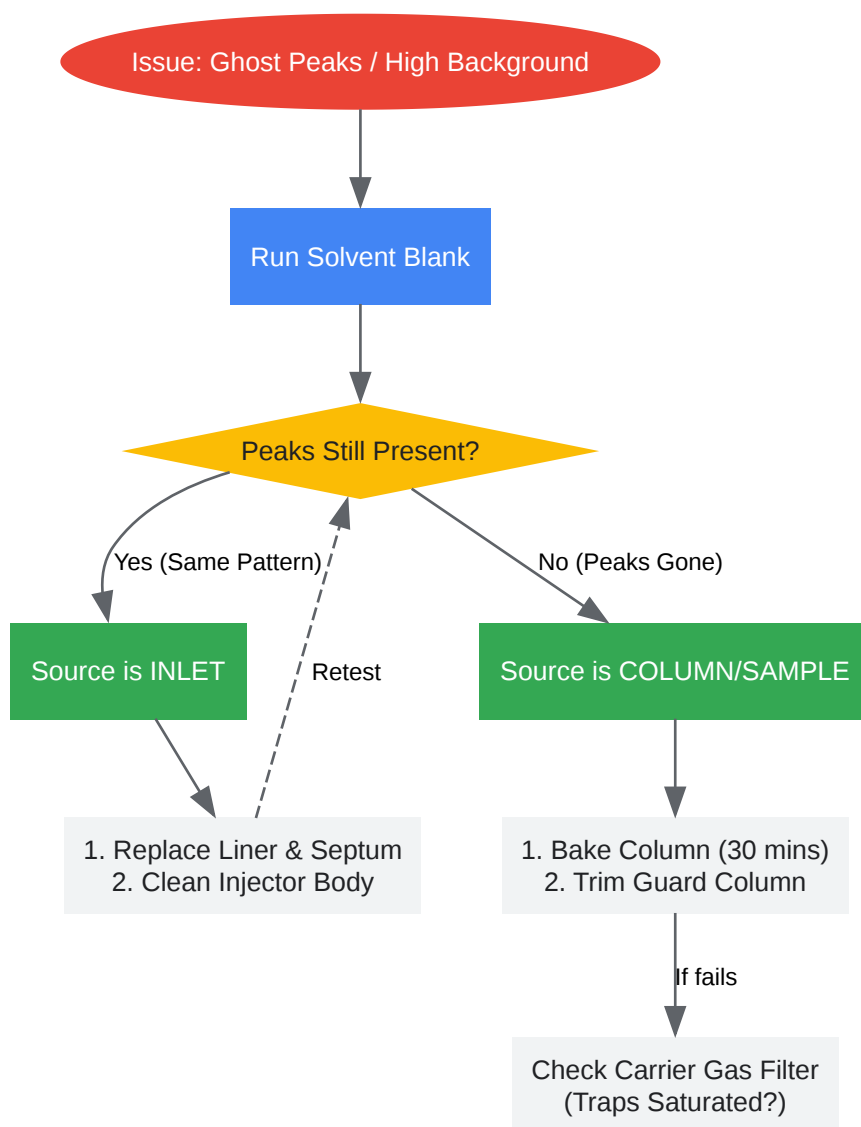 Issue: Ghost Peaks / High Background
Run Solvent Blank
Peaks Still Present?
Yes (Same Pattern)
No (Peaks Gone)
Source is INLET
Retest
Source is COLUMN/SAMPLE
1. Replace Liner & Septum
2. Clean Injector Body
1. Bake Column (30 mins)
2. Trim Guard Column
If fails
Check Carrier Gas Filter
(Traps Saturated?)